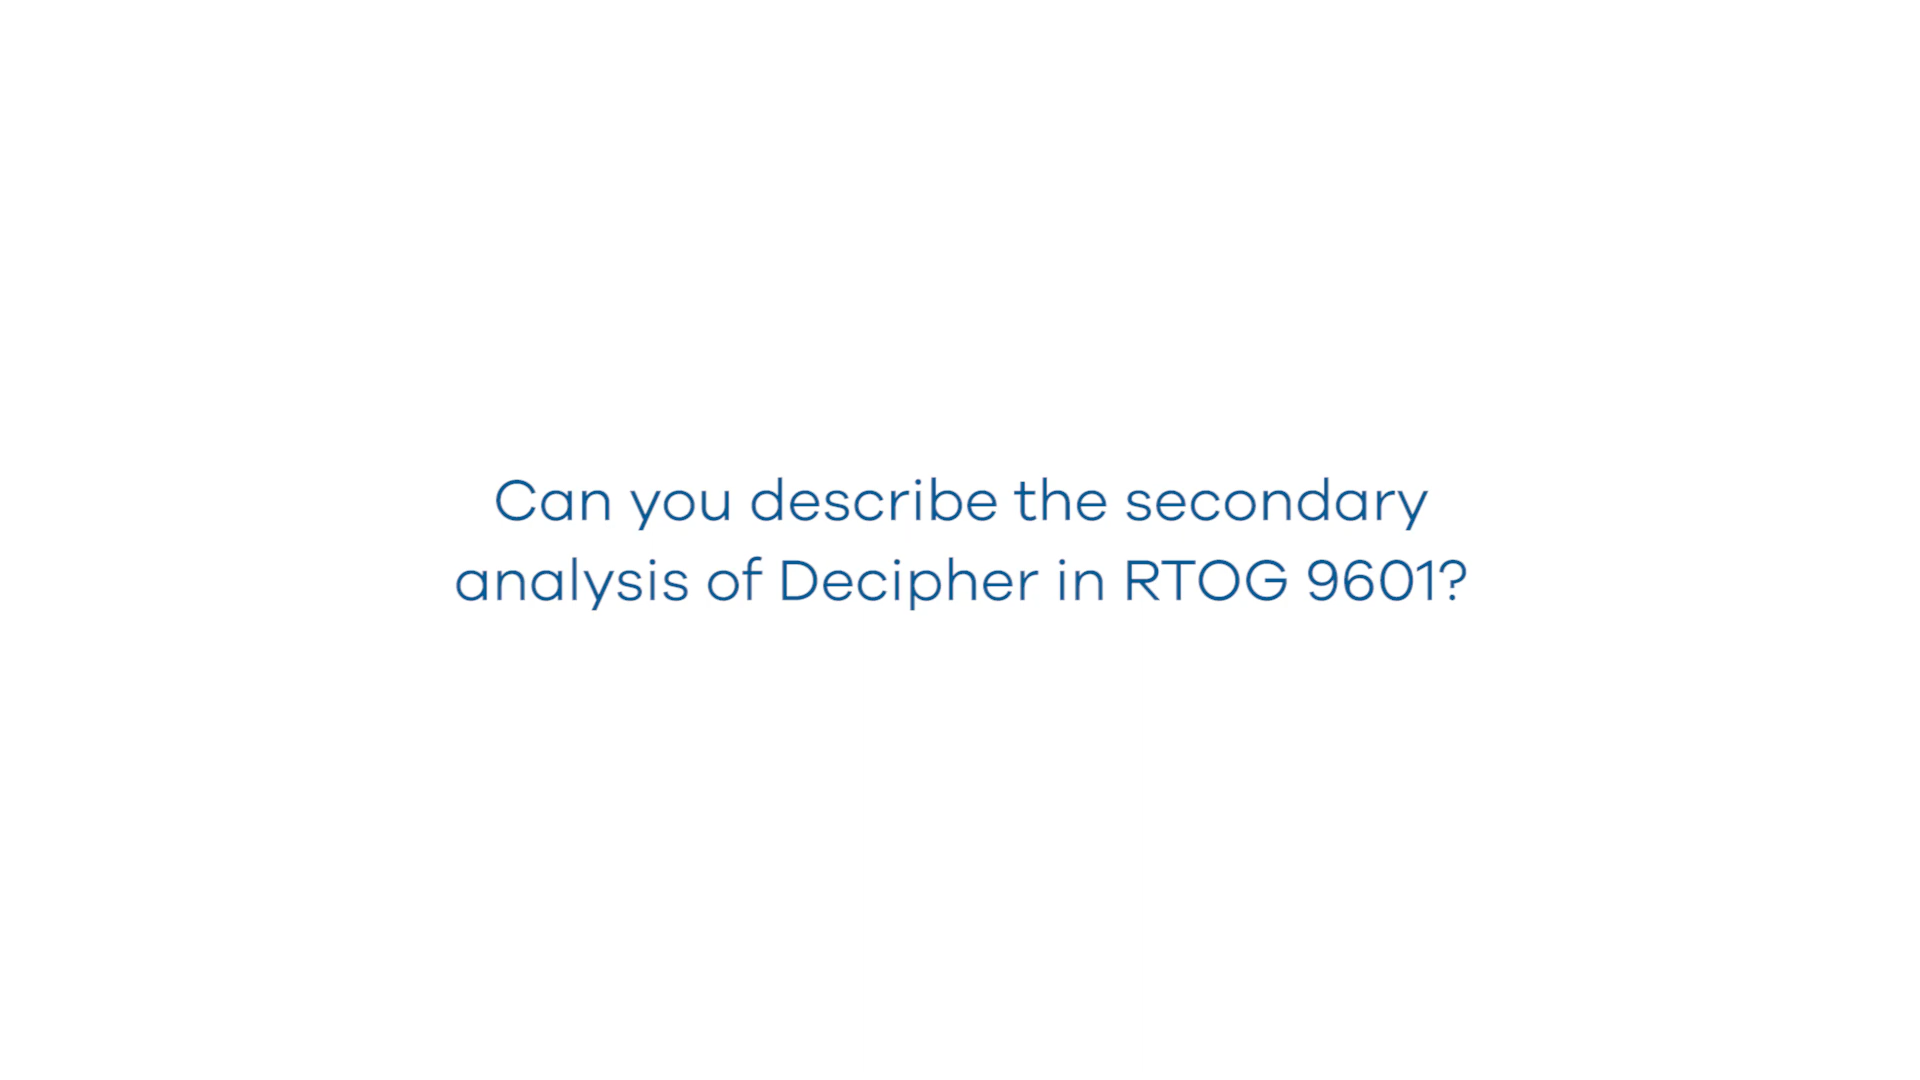 Can you describe the secondary
analysis of Decipher in RTOG 9601?